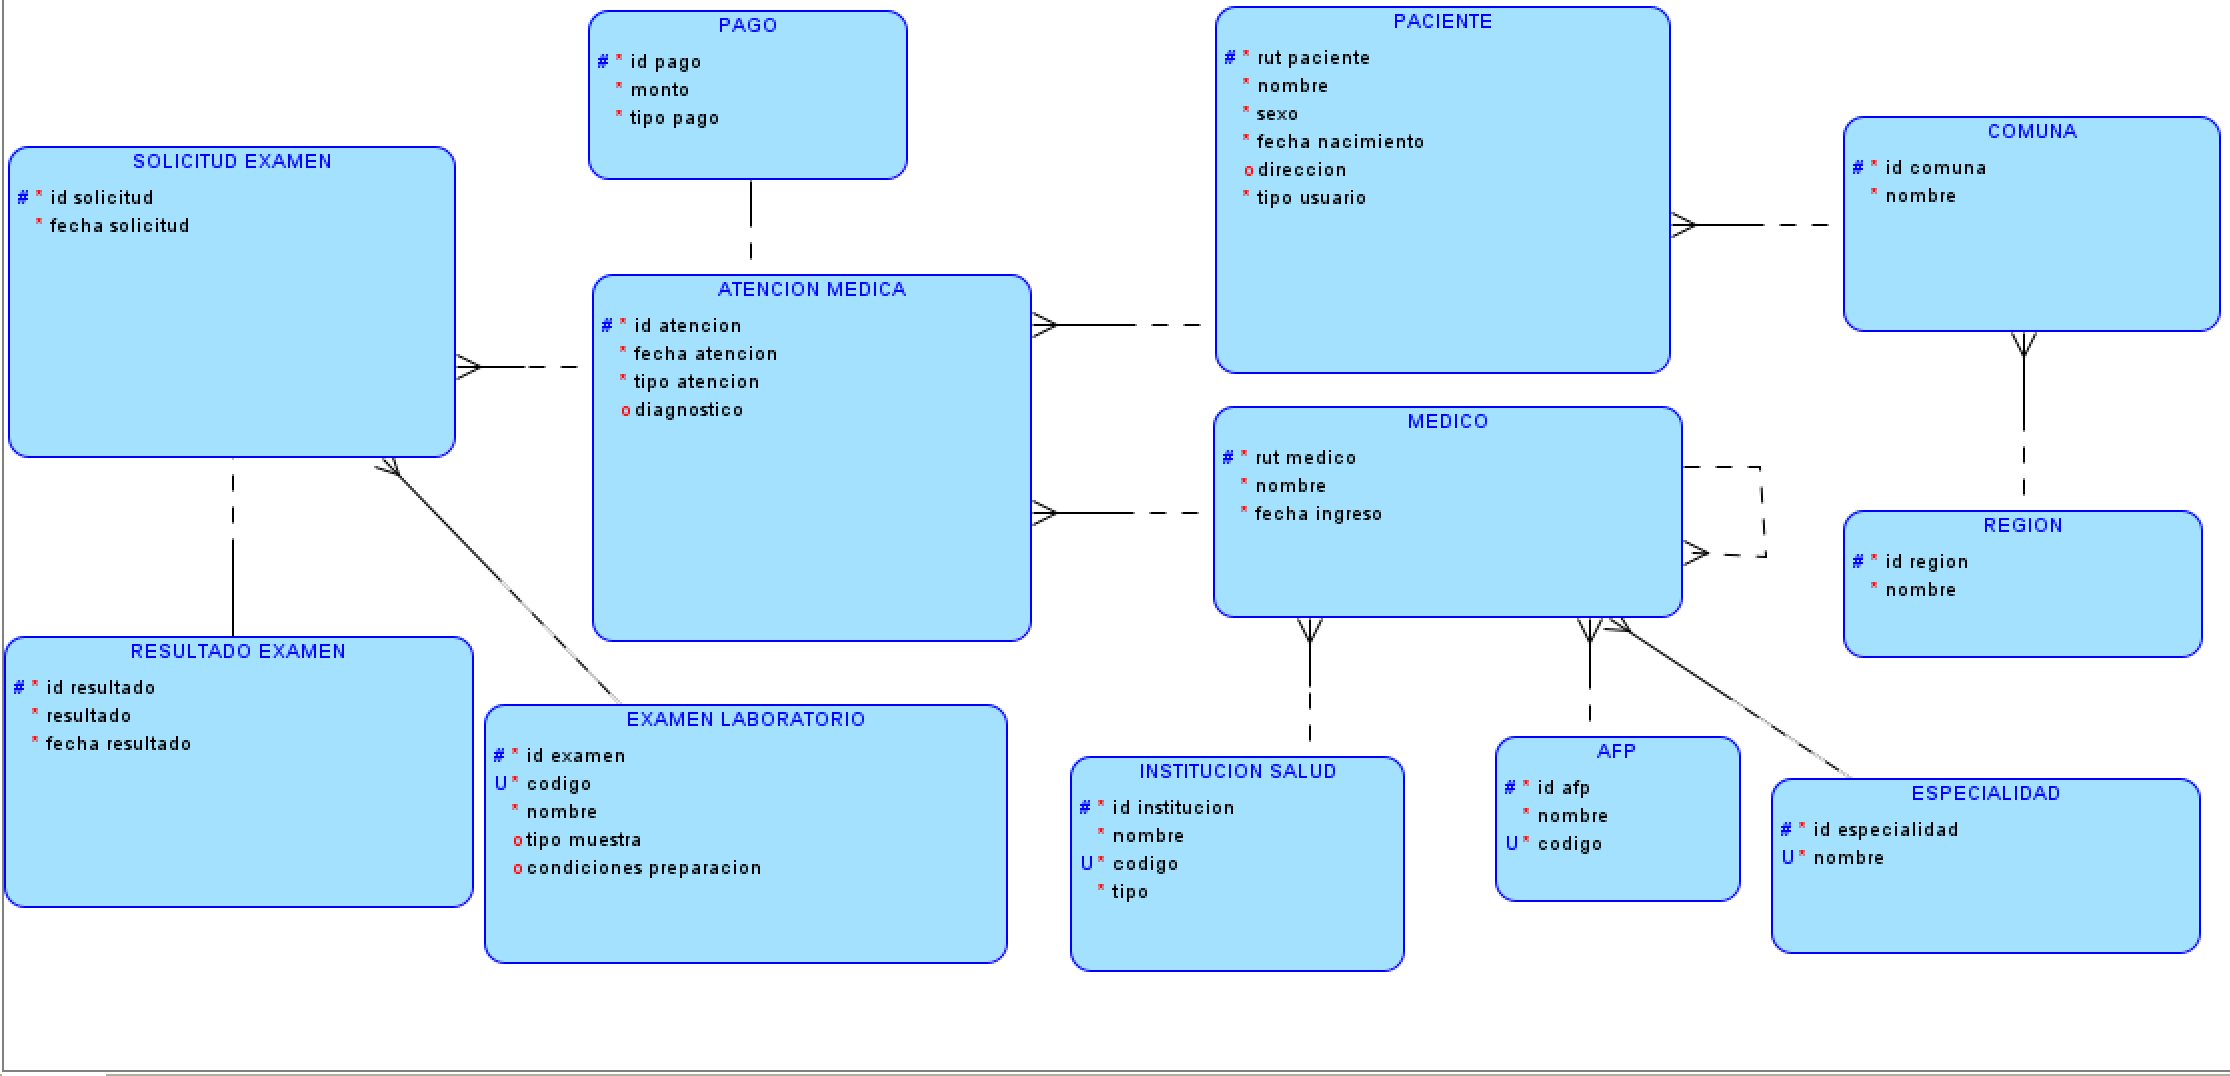 PAGO
# * id pago
* monto
* tipo pago
PACIENTE
# * rut paciente
* nombre
* sexo
* fecha nacimiento
o direccion
* tipo usuario
COMUNA
# * id comuna
* nombre
SOLICITUD EXAMEN
# * id solicitud
* fecha solicitud
ATENCION MEDICA
# * id atencion
* fecha atencion
* tipo atencion
o diagnostico
MEDICO
# * rut medico
* nombre
* fecha ingreso
REGION
# * id region
* nombre
RESULTADO EXAMEN
# * id resultado
* resultado
* fecha resultado
EXAMEN LABORATORIO
# * id examen
U * codigo
* nombre
o tipo muestra
o condiciones preparacion
INSTITUCION SALUD
# * id institucion
* nombre
U * codigo
* tipo
AFP
# * id afp
* nombre
U * codigo
ESPECIALIDAD
# * id especialidad
U * nombre